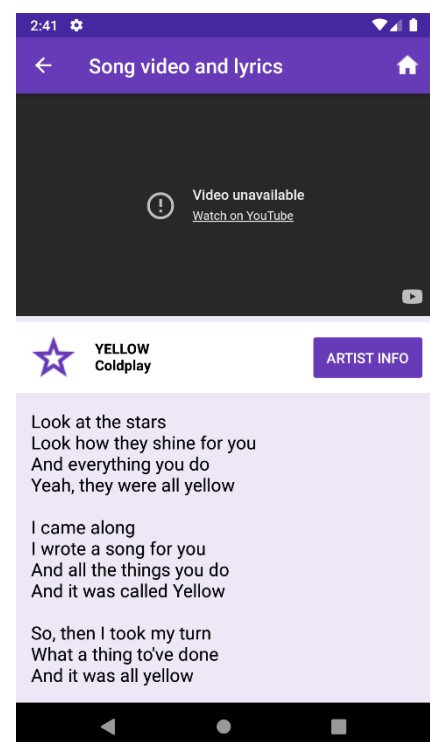 2:41
Song video and lyrics
Video unavailable
Watch on YouTube
YELLOW
Coldplay
ARTIST INFO
Look at the stars
Look how they shine for you
And everything you do
Yeah, they were all yellow
I came along
I wrote a song for you
And all the things you do
And it was called Yellow
So, then I took my turn
What a thing to've done
And it was all yellow